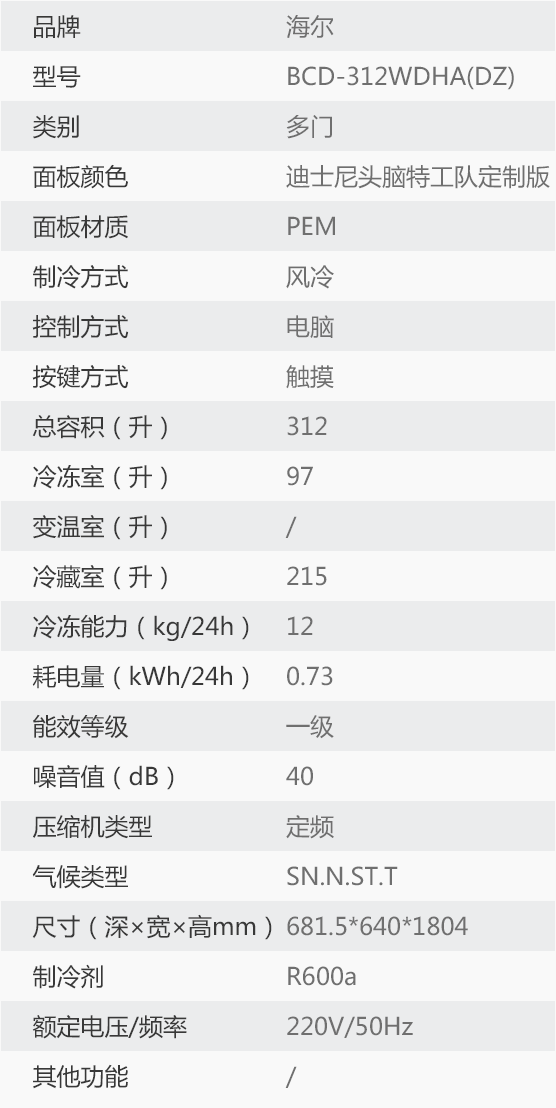 品牌 海尔
型号 BCD-312WDHA(DZ)
类别 多门
面板颜色 迪士尼头脑特工队定制版
面板材质 PEM
制冷方式 风冷
控制方式 电脑
按键方式 触摸
总容积（升） 312
冷冻室（升） 97
变温室（升） /
冷藏室（升） 215
冷冻能力（kg/24h） 12
耗电量（kWh/24h） 0.73
能效等级 一级
噪音值（dB） 40
压缩机类型 定频
气候类型 SN.N.ST.T
尺寸（深×宽×高mm） 681.5*640*1804
制冷剂 R600a
额定电压/频率 220V/50Hz
其他功能 /